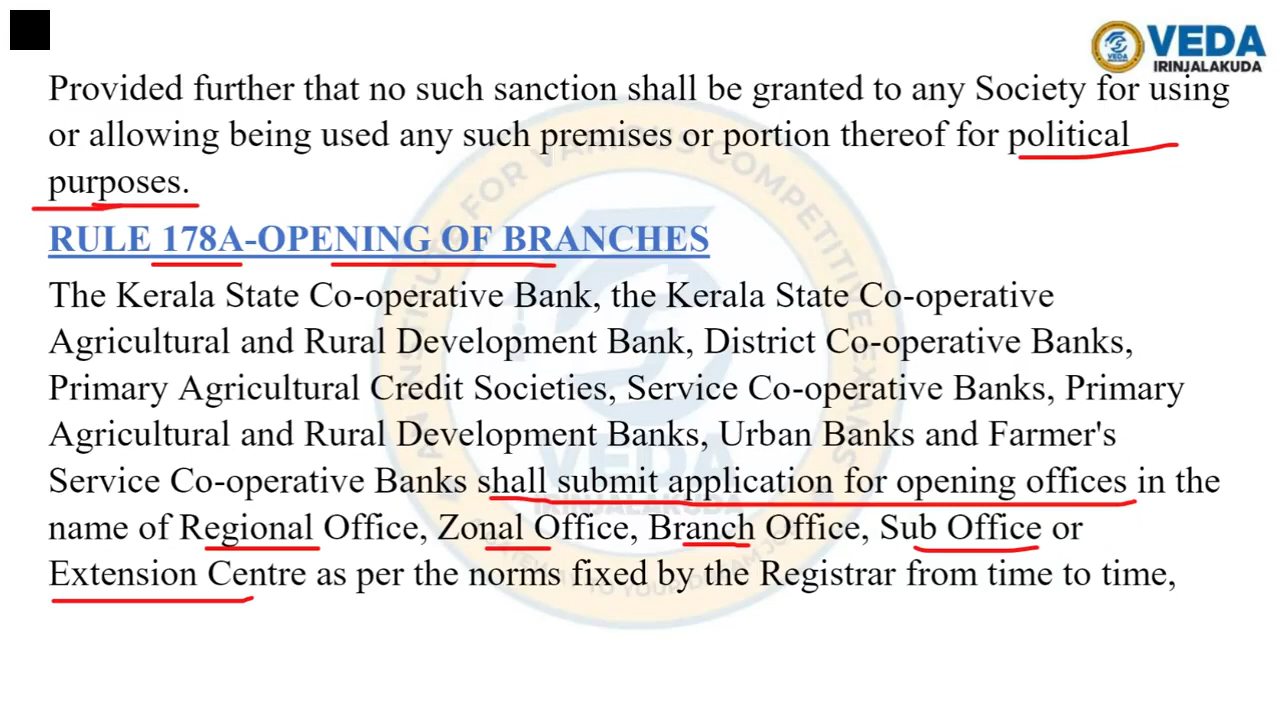 VEDA
IRINJALAKUDA
Provided further that no such sanction shall be granted to any Society for using
or allowing being used any such premises or portion thereof for political
purposes.
RULE 178A-OPENING OF BRANCHES
The Kerala State Co-operative Bank, the Kerala State Co-operative
Agricultural and Rural Development Bank, District Co-operative Banks,
Primary Agricultural Credit Societies, Service Co-operative Banks, Primary
Agricultural and Rural Development Banks, Urban Banks and Farmer's
Service Co-operative Banks shall submit application for opening offices in the
name of Regional Office, Zonal Office, Branch Office, Sub Office or
Extension Centre as per the norms fixed by the Registrar from time to time,